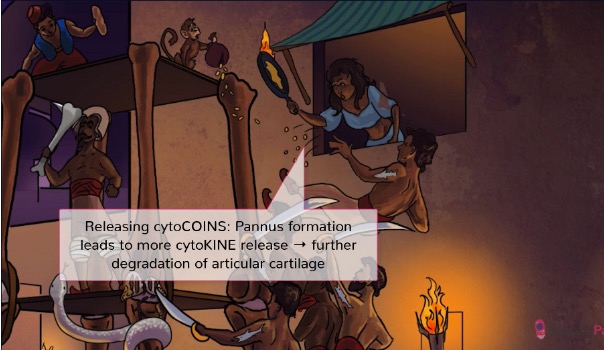 Releasing cytoCOINS: Pannus formation
leads to more cytoKINE release → further
degradation of articular cartilage